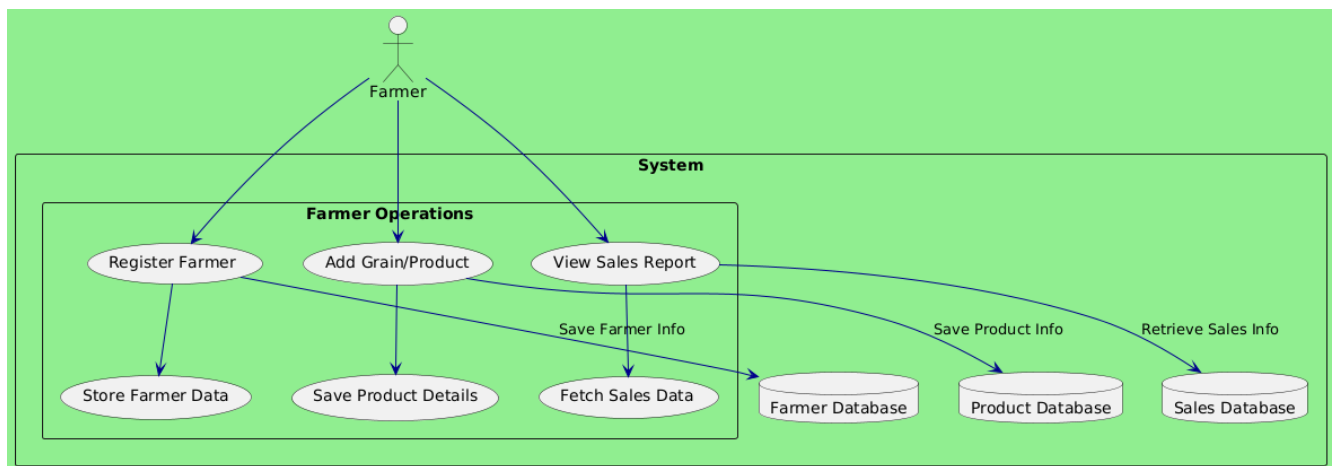 Farmer
System
Farmer Operations
Register Farmer
Add Grain/Product
View Sales Report
Save Farmer Info
Save Product Info
Retrieve Sales Info
Store Farmer Data
Save Product Details
Fetch Sales Data
Farmer Database
Product Database
Sales Database